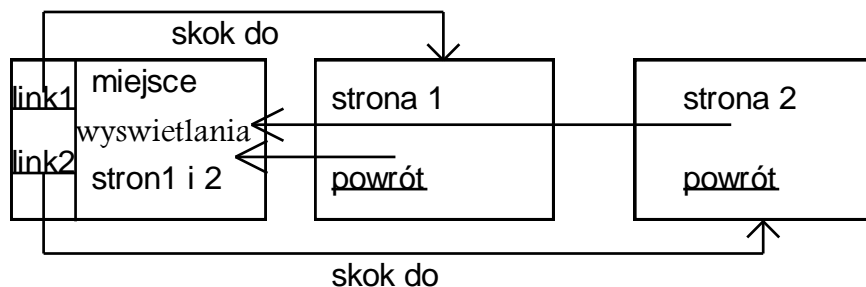 skok do
link1
miejsce
wyswietlania
link2
stron1 i 2
strona 1
powrót
strona 2
powrót
skok do